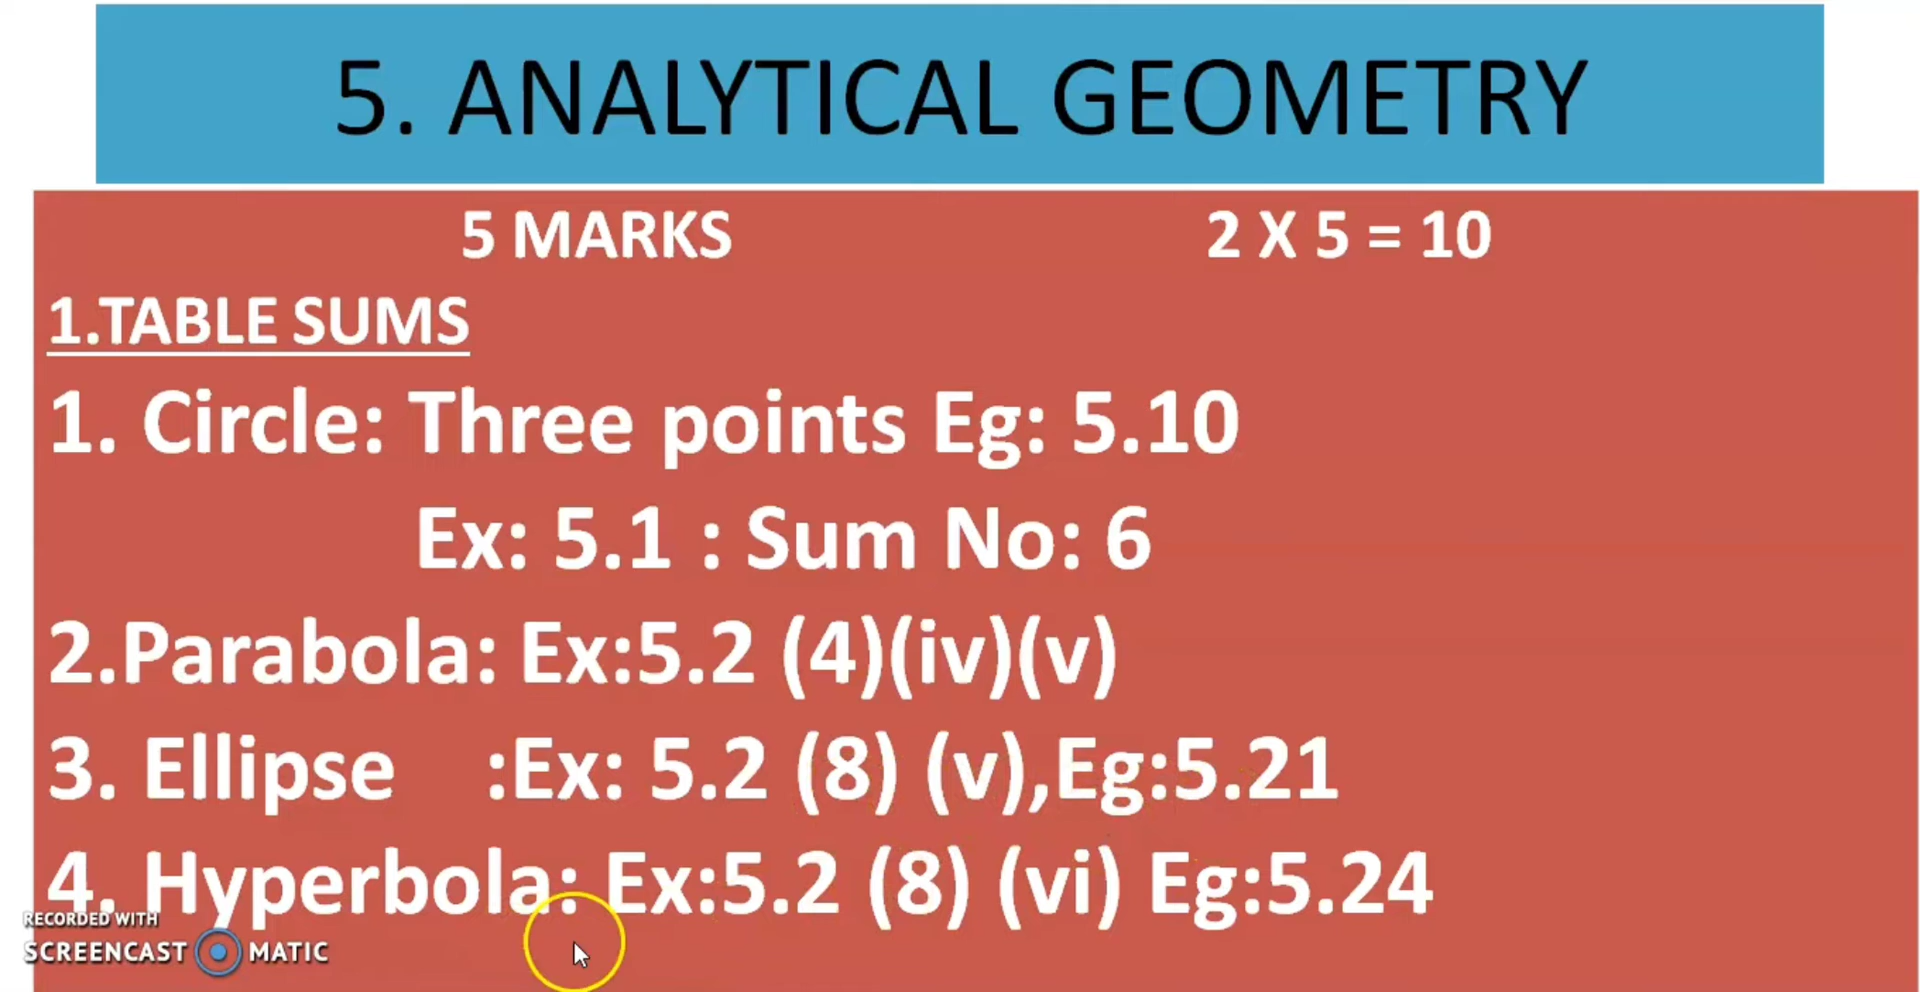 5. ANALYTICAL GEOMETRY
5 MARKS 2 X 5 = 10
1.TABLE SUMS
1. Circle: Three points Eg: 5.10
Ex: 5.1 : Sum No: 6
2.Parabola: Ex:5.2 (4)(iv)(v)
3. Ellipse :Ex: 5.2 (8) (v),Eg:5.21
4. Hyperbola: Ex:5.2 (8) (vi) Eg:5.24
RECORDED WITH
SCREENCAST MATIC